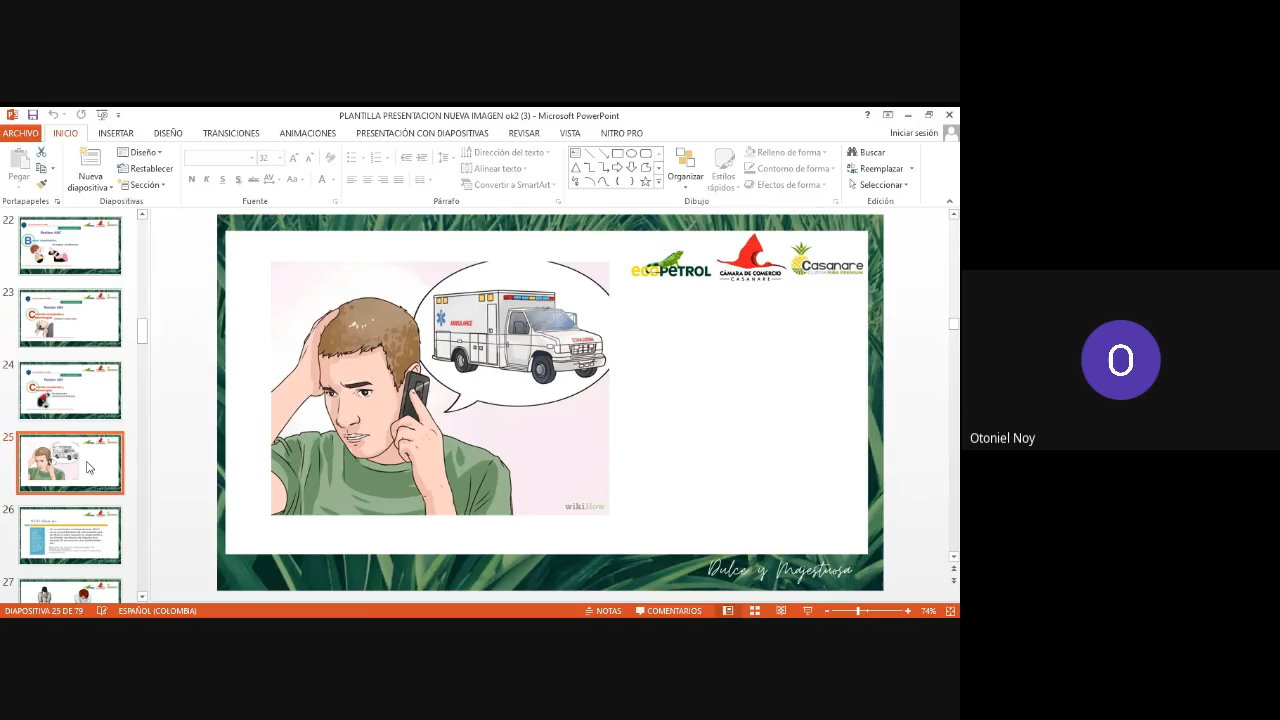 PLANTILLA PRESENTACION NUEVA IMAGEN ok2 (3) - Microsoft PowerPoint
ARCHIVO INICIO INSERTAR DISEÑO TRANSICIONES ANIMACIONES PRESENTACIÓN CON DIAPOSITIVAS REVISAR VISTA NITRO PRO Iniciar sesión
Pegar
Nueva diapositiva
Diseño
Restablecer
Sección
32
Dirección del texto
Alinear texto
Convertir a SmartArt
Organizar
Estilos rápidos
Relleno de forma
Contorno de forma
Efectos de forma
Buscar
Reemplazar
Seleccionar
Portapapeles Diapositivas Fuente Párrafo Dibujo Edición
22
23
24
25
26
27
AMBULANCE
wikiHow
ecoPETROL
CÁMARA DE COMERCIO
CASANARE
Casanare
Dulce y Majestuosa
DIAPOSITIVA 25 DE 79 ESPAÑOL (COLOMBIA) NOTAS COMENTARIOS 74%
O
Otoniel Noy